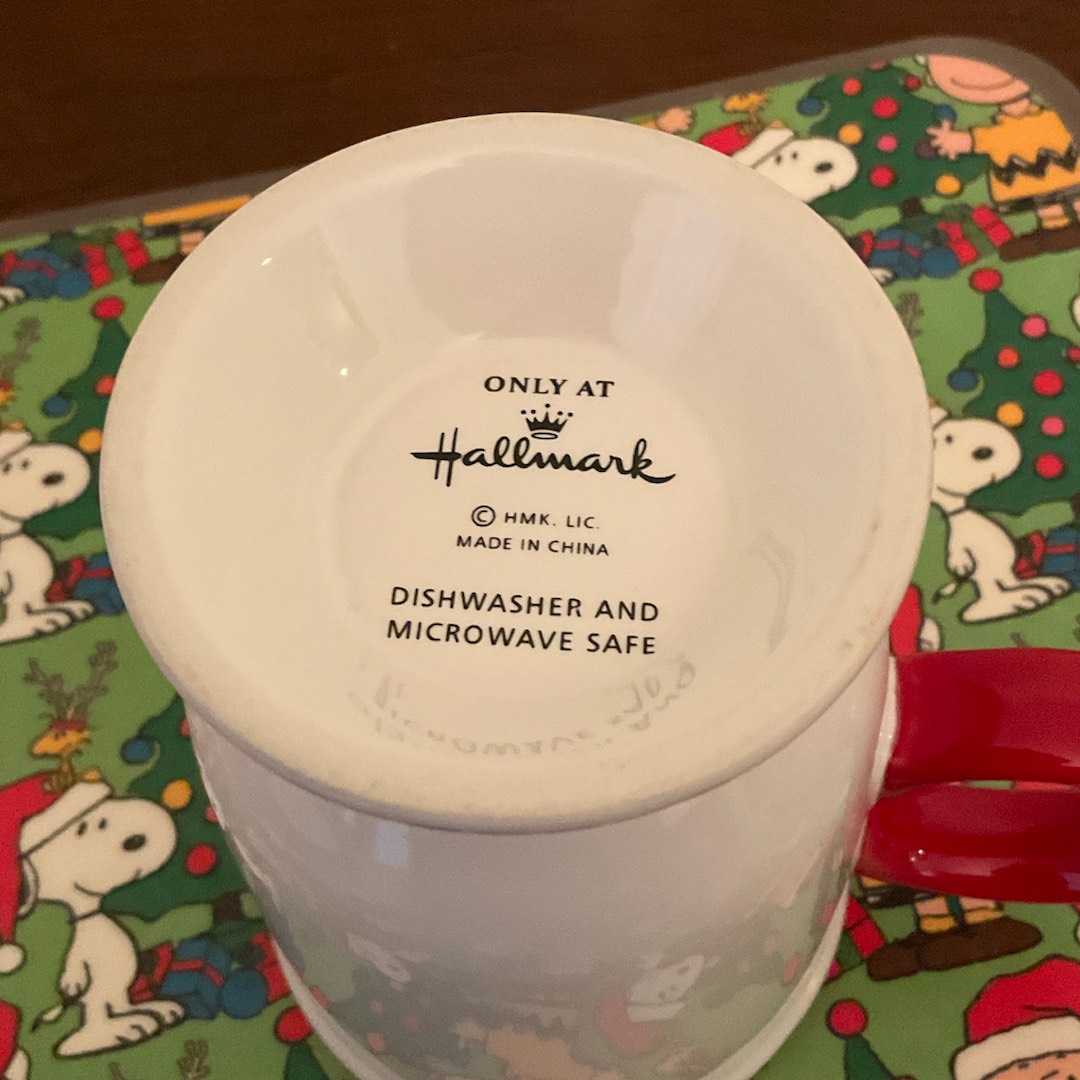 ONLY AT
Hallmark
© HMK. LIC.
MADE IN CHINA
DISHWASHER AND
MICROWAVE SAFE